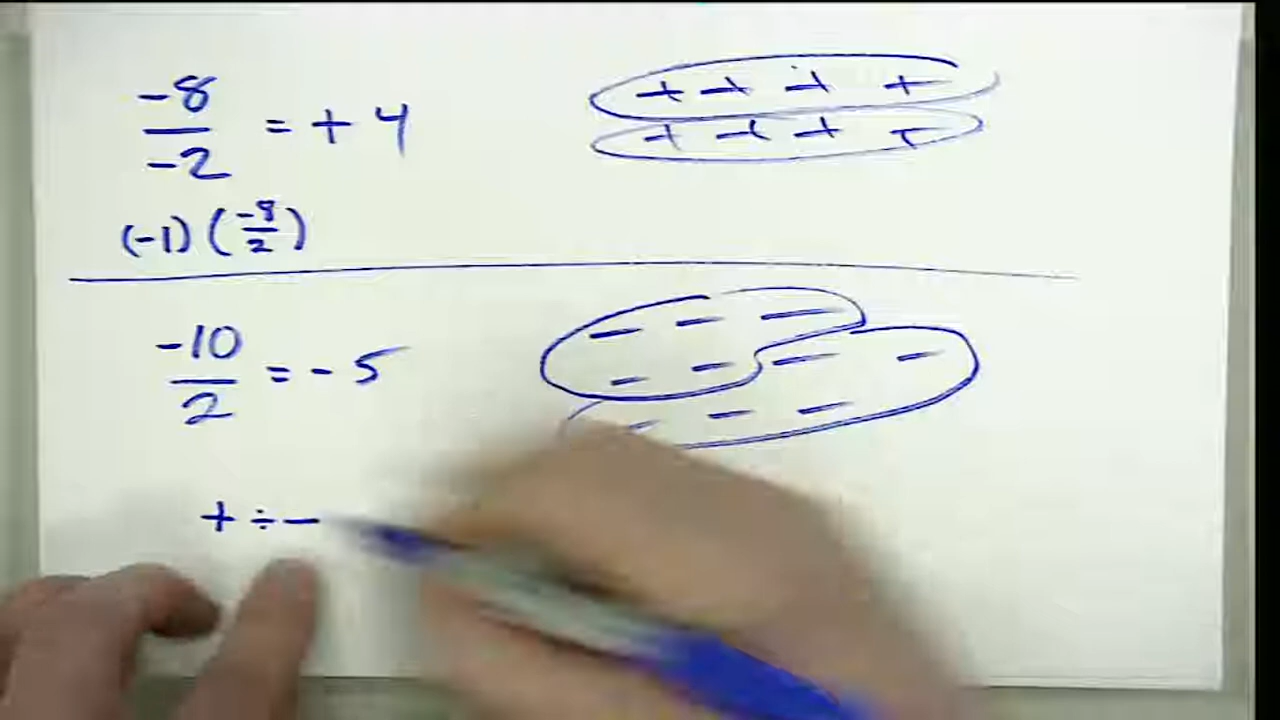 -8/-2 = + 4
+ + + +
+ + + +
(-1)(-8/2)
-10/2 = - 5
- - -
- - - -
- - -
+ ÷ -